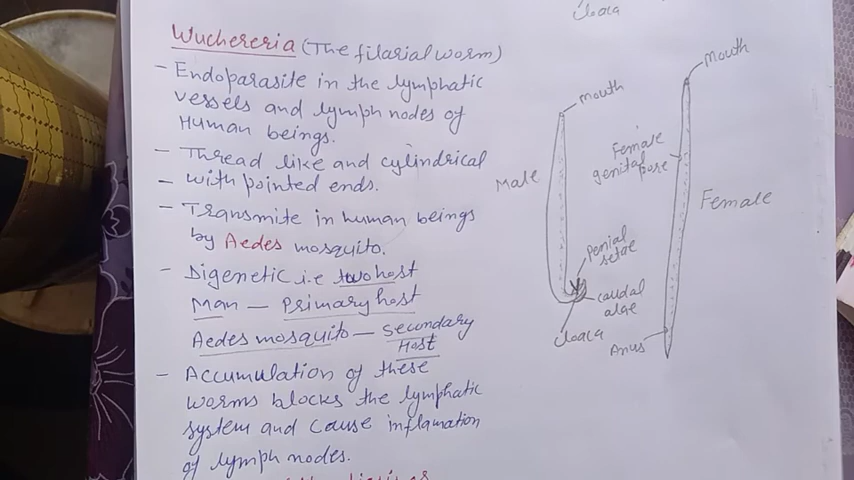 Cloaca
Wuchereria (The filarial worm)
- Endoparasite in the lymphatic
vessels and lymph nodes of
Human beings.
- Thread like and cylindrical
- with pointed ends.
- Transmite in human beings
by Aedes mosquito.
- Digenetic i.e two host
Man — Primary host
Aedes mosquito — secondary
Host
- Accumulation of these
worms blocks the lymphatic
system and cause inflamation
of lymph nodes.
Mouth
Male
Penial
setae
caudal
alae
Cloaca
Mouth
Female
genital pore
Female
Anus